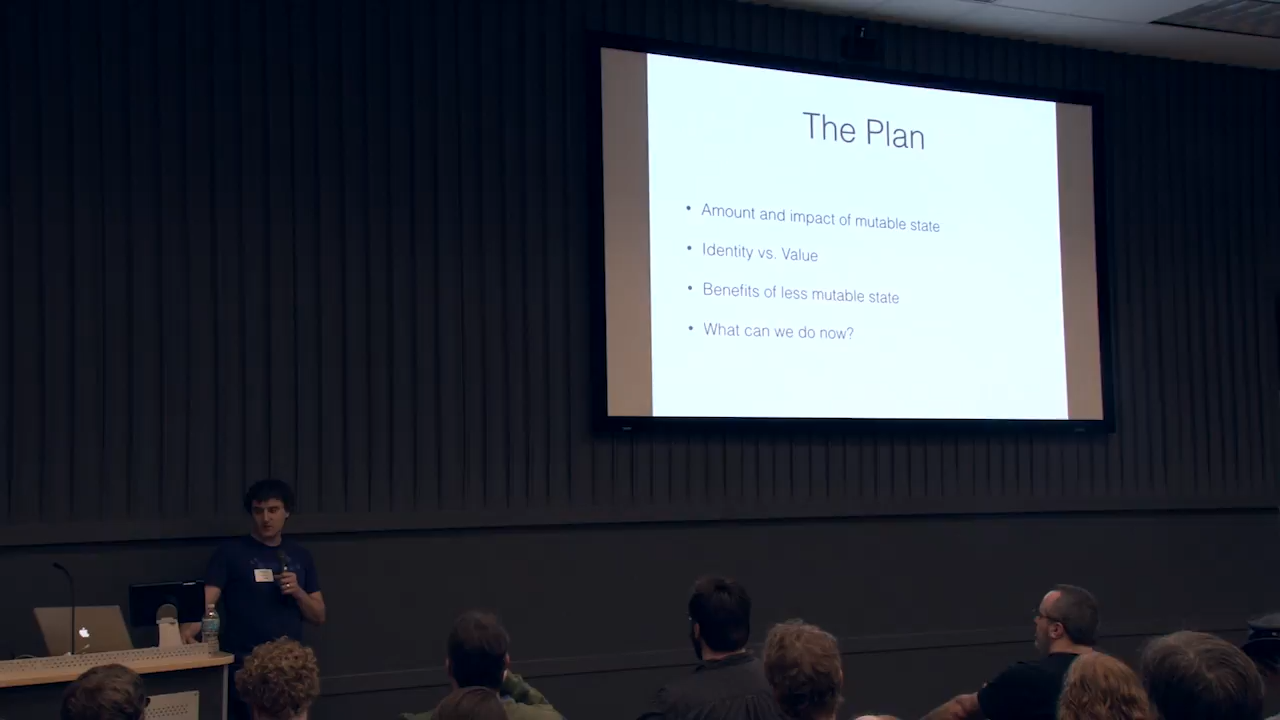 The Plan
• Amount and impact of mutable state
• Identity vs. Value
• Benefits of less mutable state
• What can we do now?